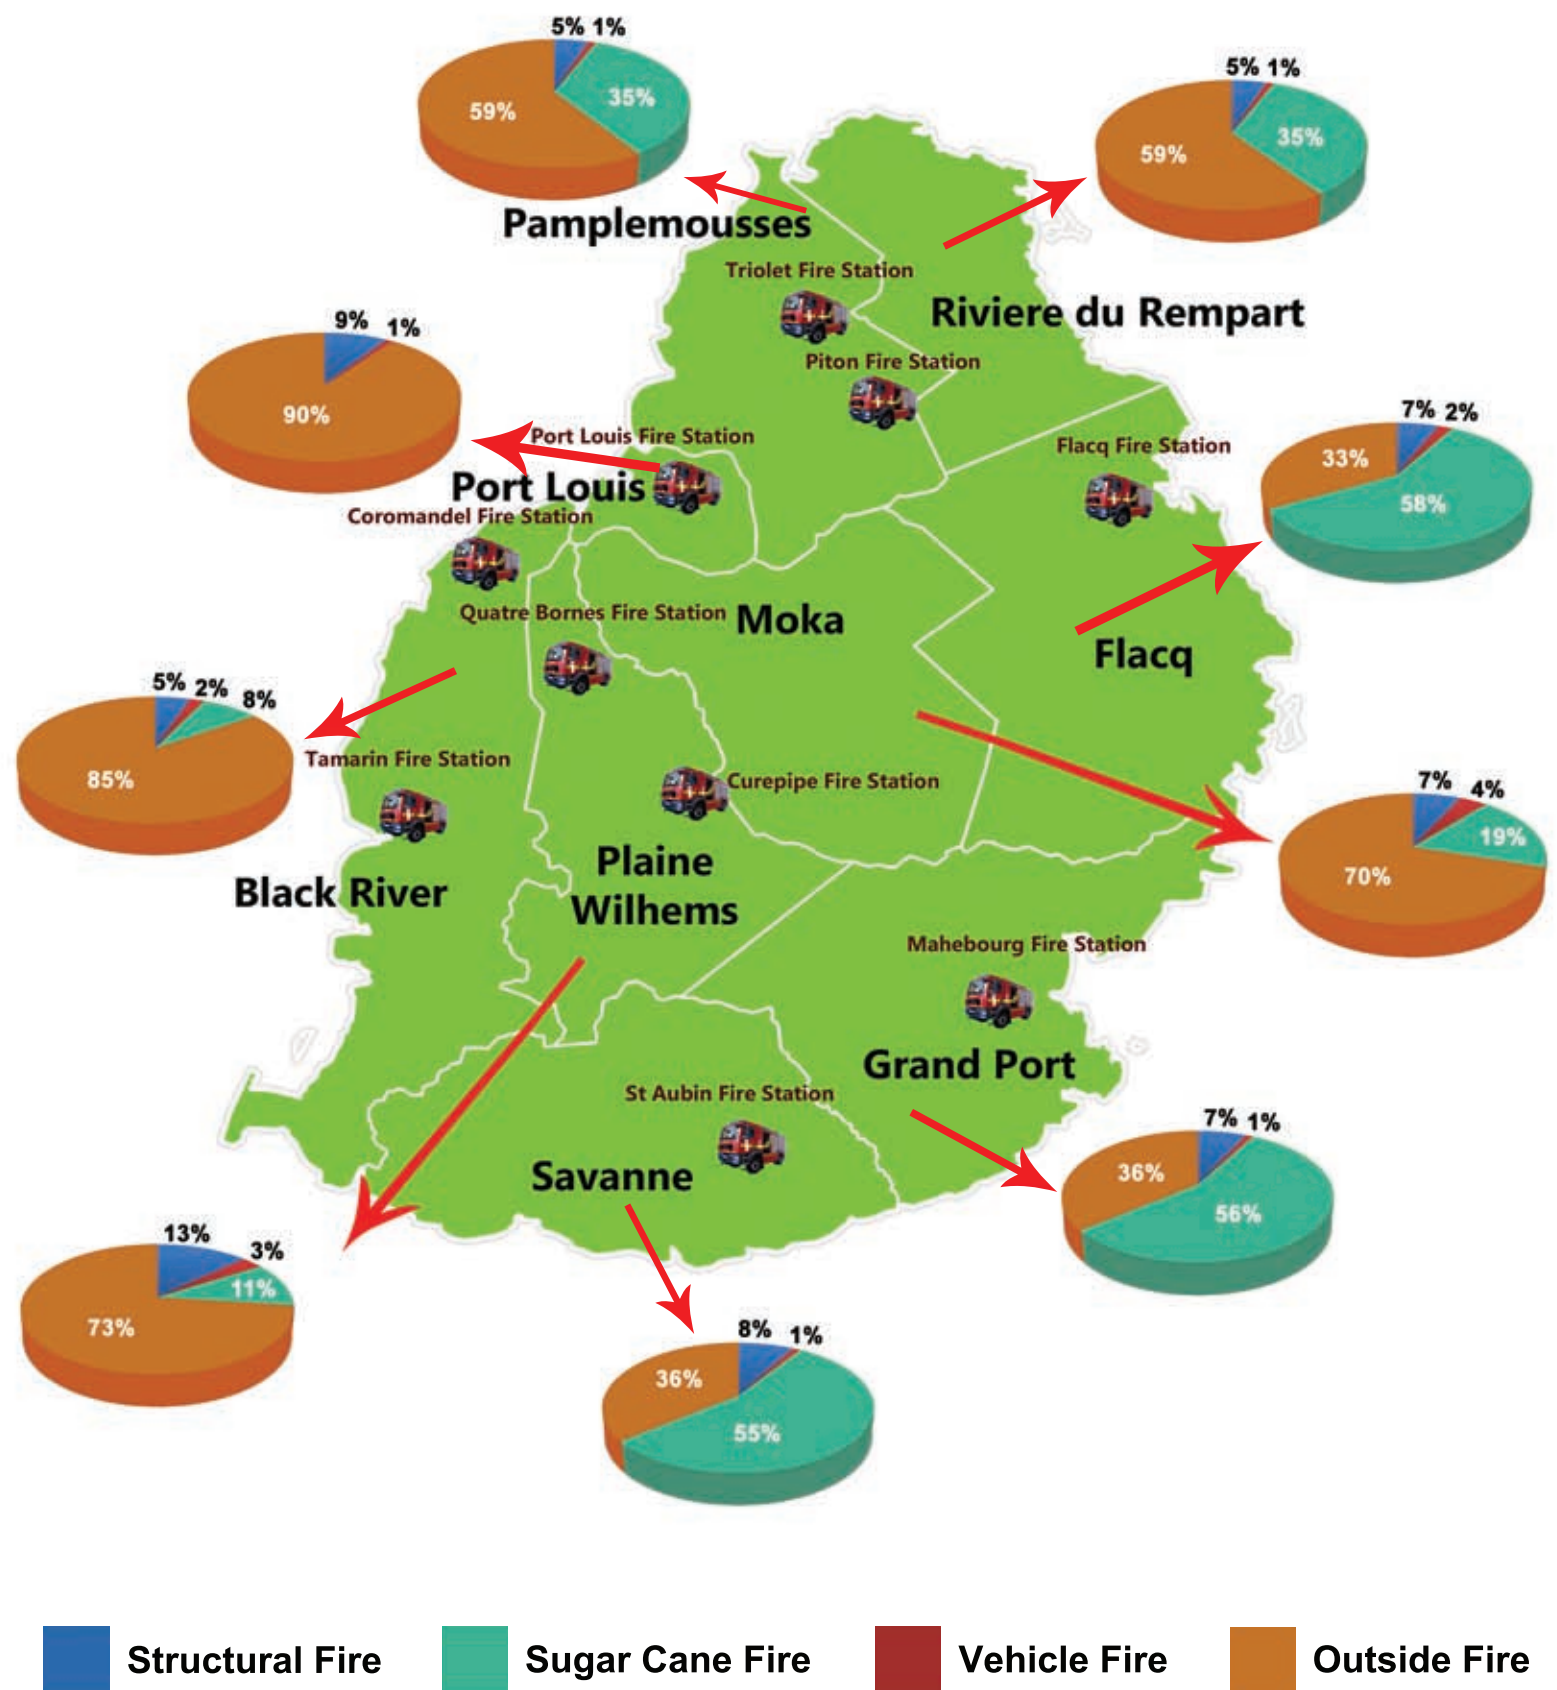 5% 1%
35%
59%
Pamplemousses
5% 1%
35%
59%
Triolet Fire Station
Riviere du Rempart
Piton Fire Station
9% 1%
90%
Port Louis Fire Station
Port Louis
Coromandel Fire Station
Flacq Fire Station
7% 2%
33%
58%
Quatre Bornes Fire Station
Moka
Flacq
5% 2% 8%
85%
Tamarin Fire Station
Curepipe Fire Station
7% 4%
19%
70%
Black River
Plaine
Wilhems
Mahebourg Fire Station
Grand Port
St Aubin Fire Station
Savanne
7% 1%
36%
56%
13% 3%
11%
73%
8% 1%
36%
55%
Structural Fire
Sugar Cane Fire
Vehicle Fire
Outside Fire